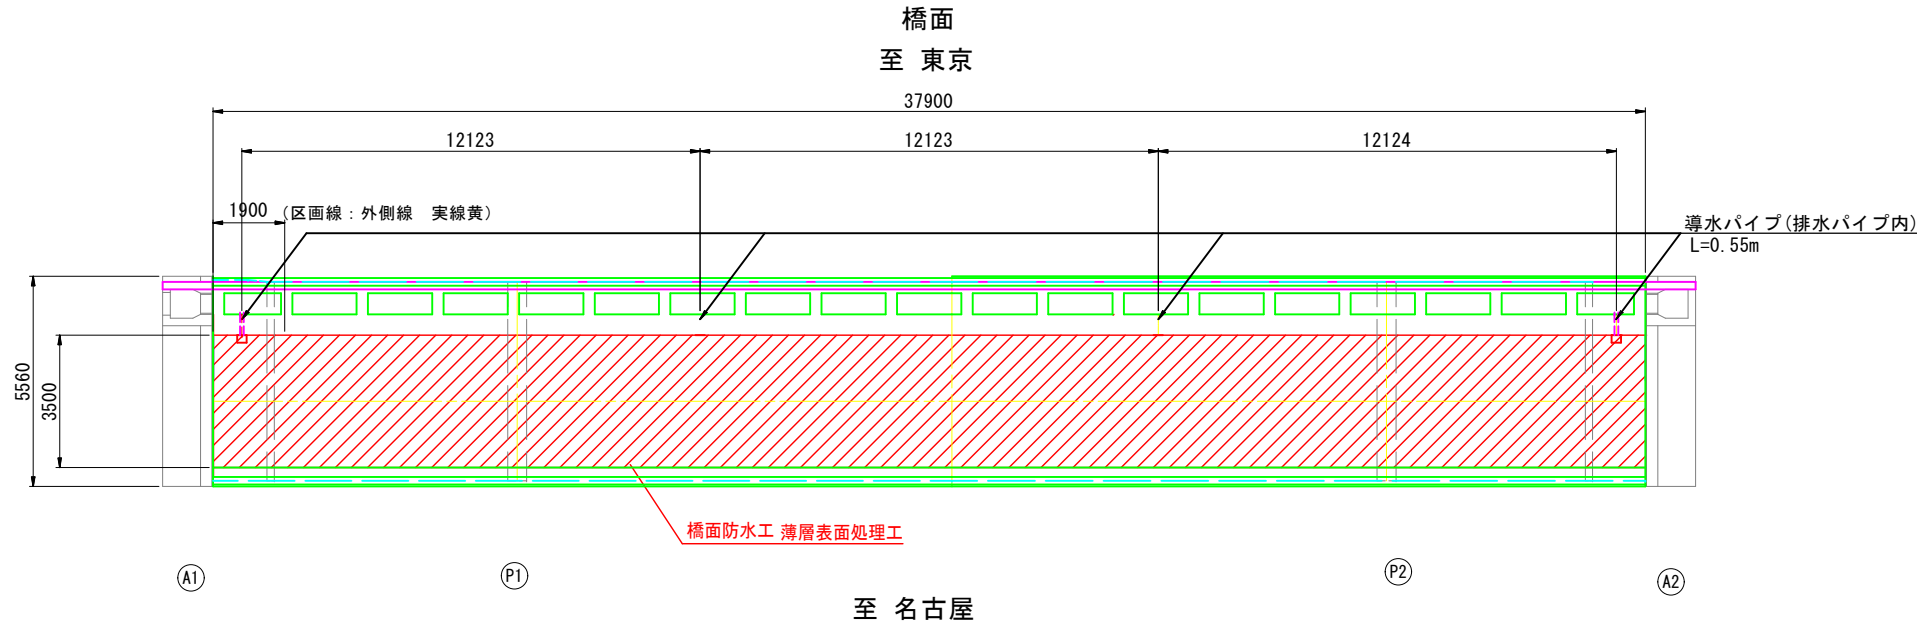 橋面
至 東京
37900
12123
12123
12124
1900 (区画線：外側線　実線黄)
導水パイプ(排水パイプ内)
L=0.55m
5560
3500
橋面防水工 薄層表面処理工
A1
P1
P2
A2
至 名古屋